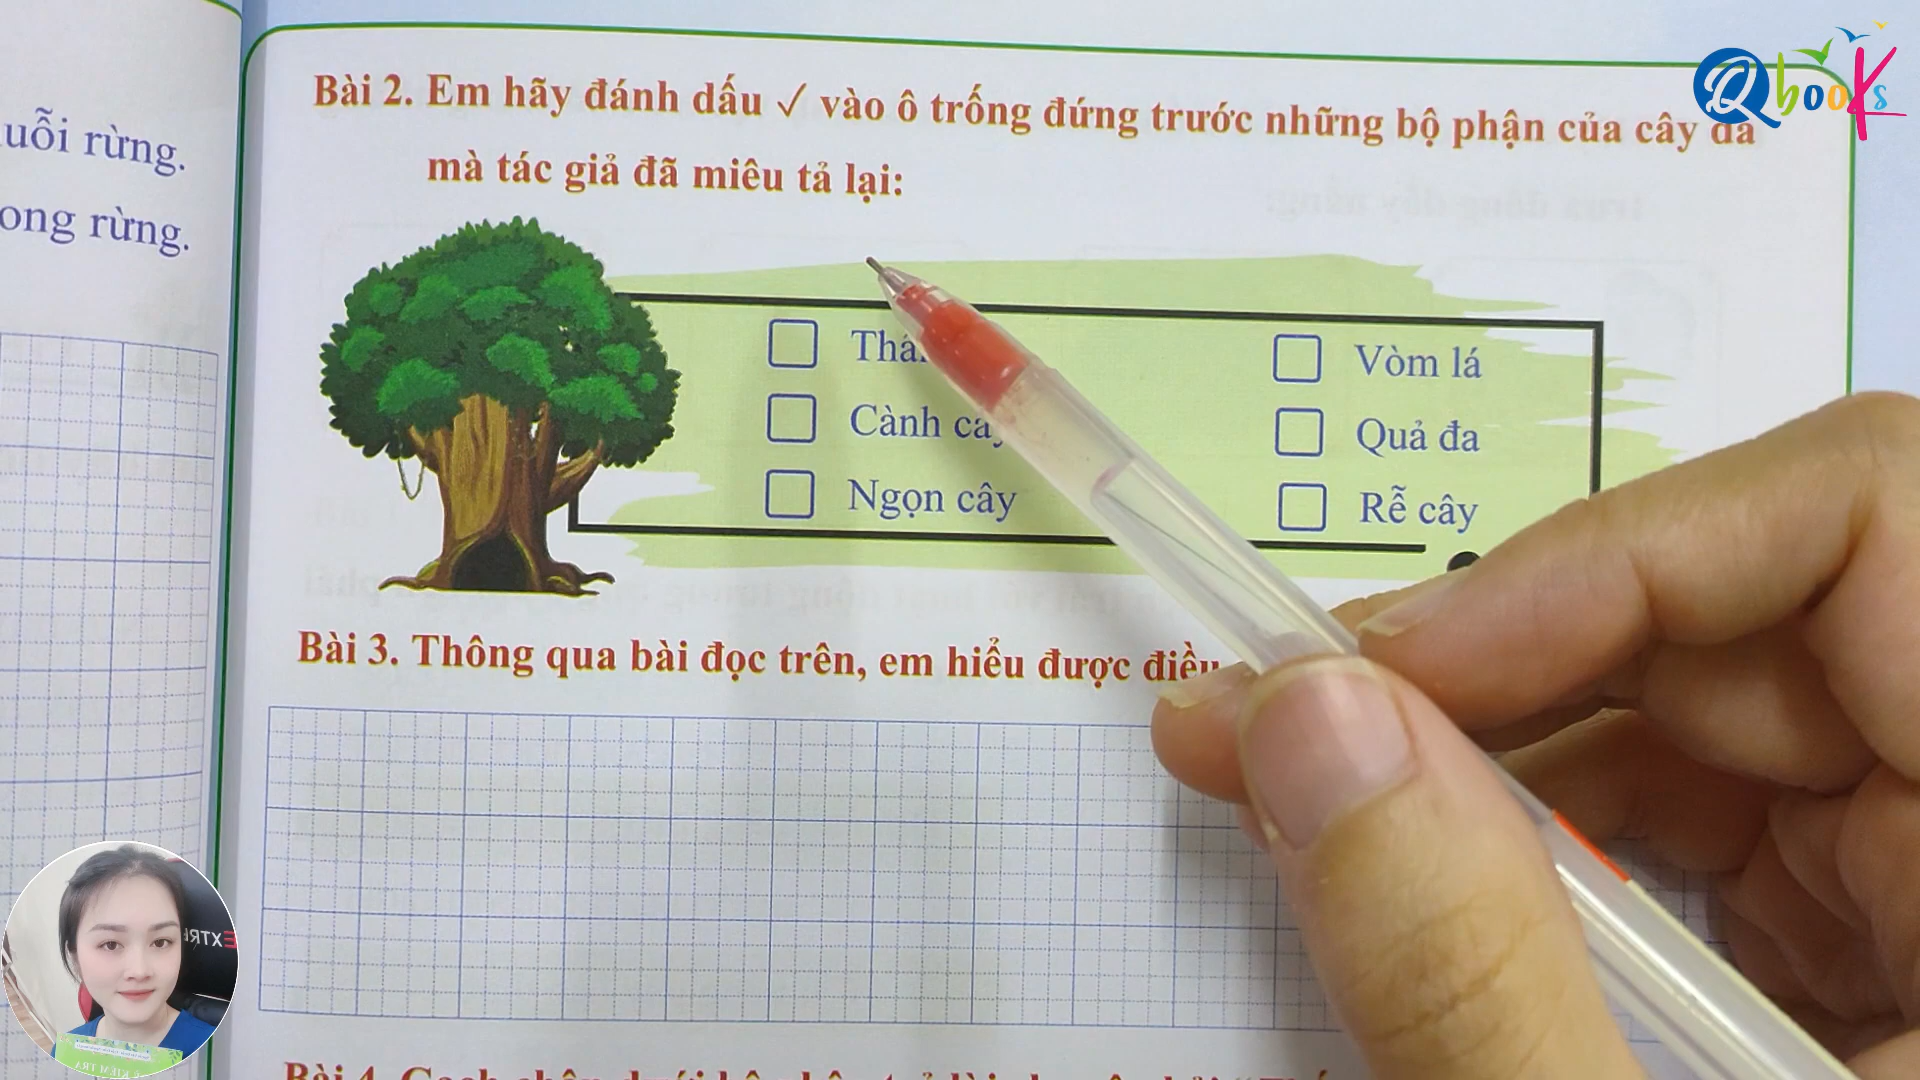 Qbooks
uỗi rừng.
ong rừng.
Bài 2. Em hãy đánh dấu ✓ vào ô trống đứng trước những bộ phận của cây đa
mà tác giả đã miêu tả lại:
Vòm lá
Cành
Quả đa
Ngọn cây
Rễ cây
Bài 3. Thông qua bài đọc trên, em hiểu được điều